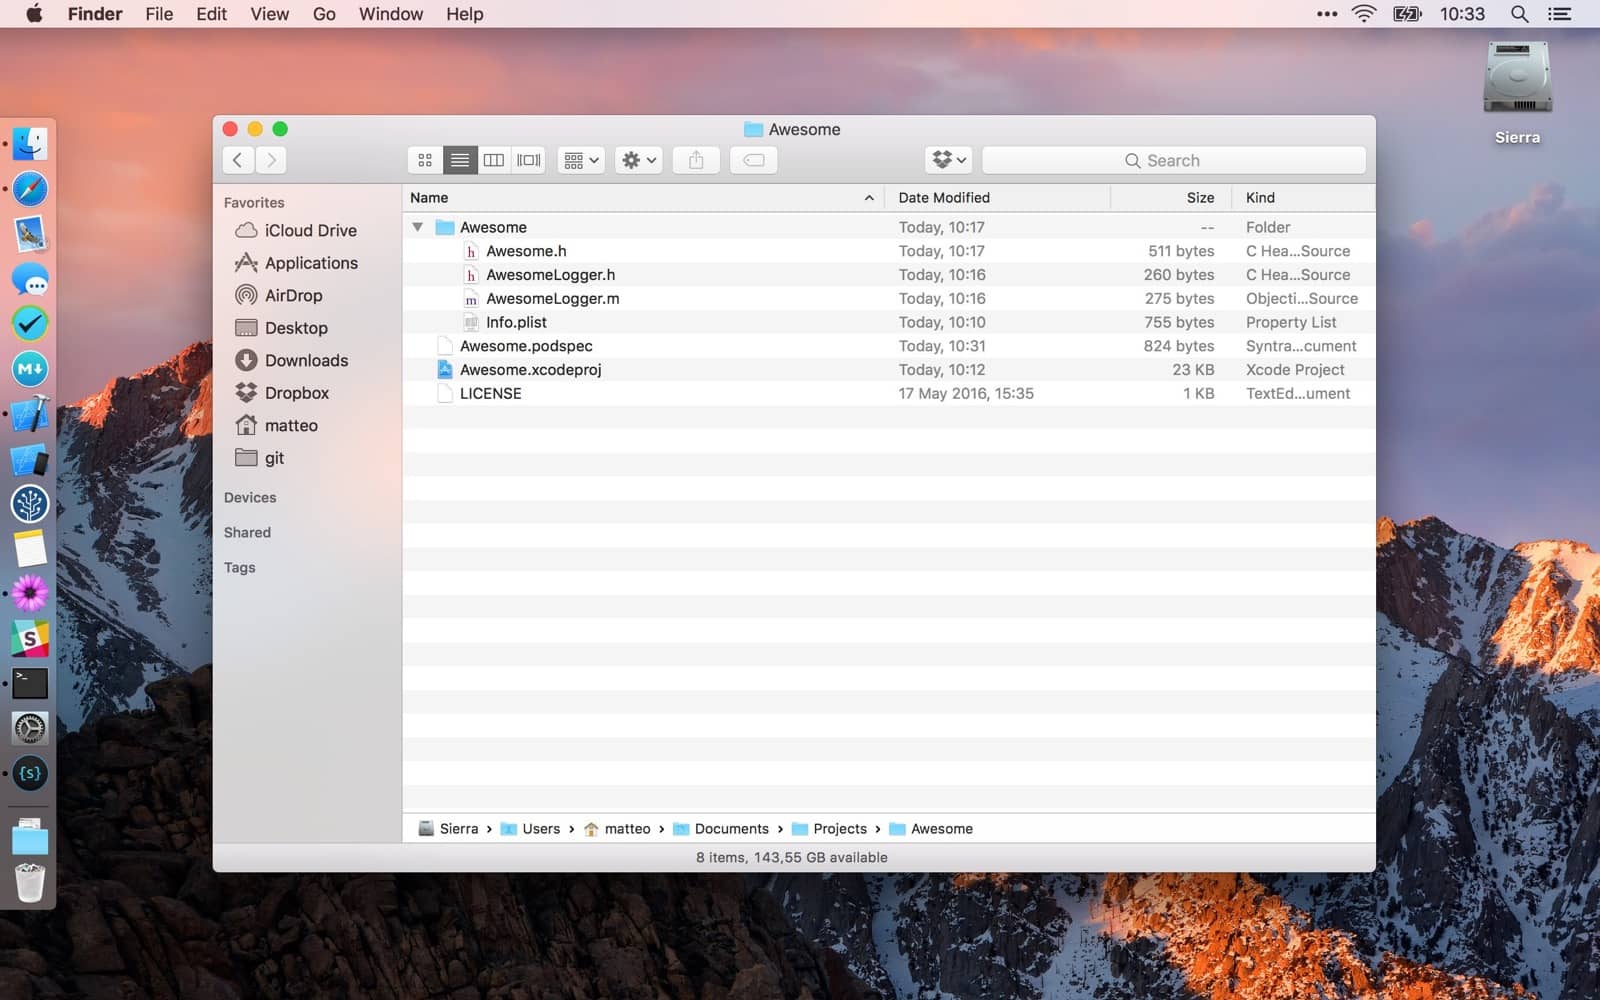 Finder File Edit View Go Window Help 10:33
Sierra
Awesome
Search
Favorites
iCloud Drive
Applications
AirDrop
Desktop
Downloads
Dropbox
matteo
git
Devices
Shared
Tags
Name Date Modified Size Kind
Awesome Today, 10:17 -- Folder
h Awesome.h Today, 10:17 511 bytes C Hea...Source
h AwesomeLogger.h Today, 10:16 260 bytes C Hea...Source
m AwesomeLogger.m Today, 10:16 275 bytes Objecti...Source
Info.plist Today, 10:10 755 bytes Property List
Awesome.podspec Today, 10:31 824 bytes Syntra...cument
Awesome.xcodeproj Today, 10:12 23 KB Xcode Project
LICENSE 17 May 2016, 15:35 1 KB TextEd...ument
Sierra › Users › matteo › Documents › Projects › Awesome
8 items, 143,55 GB available
M
S
>_
{s}